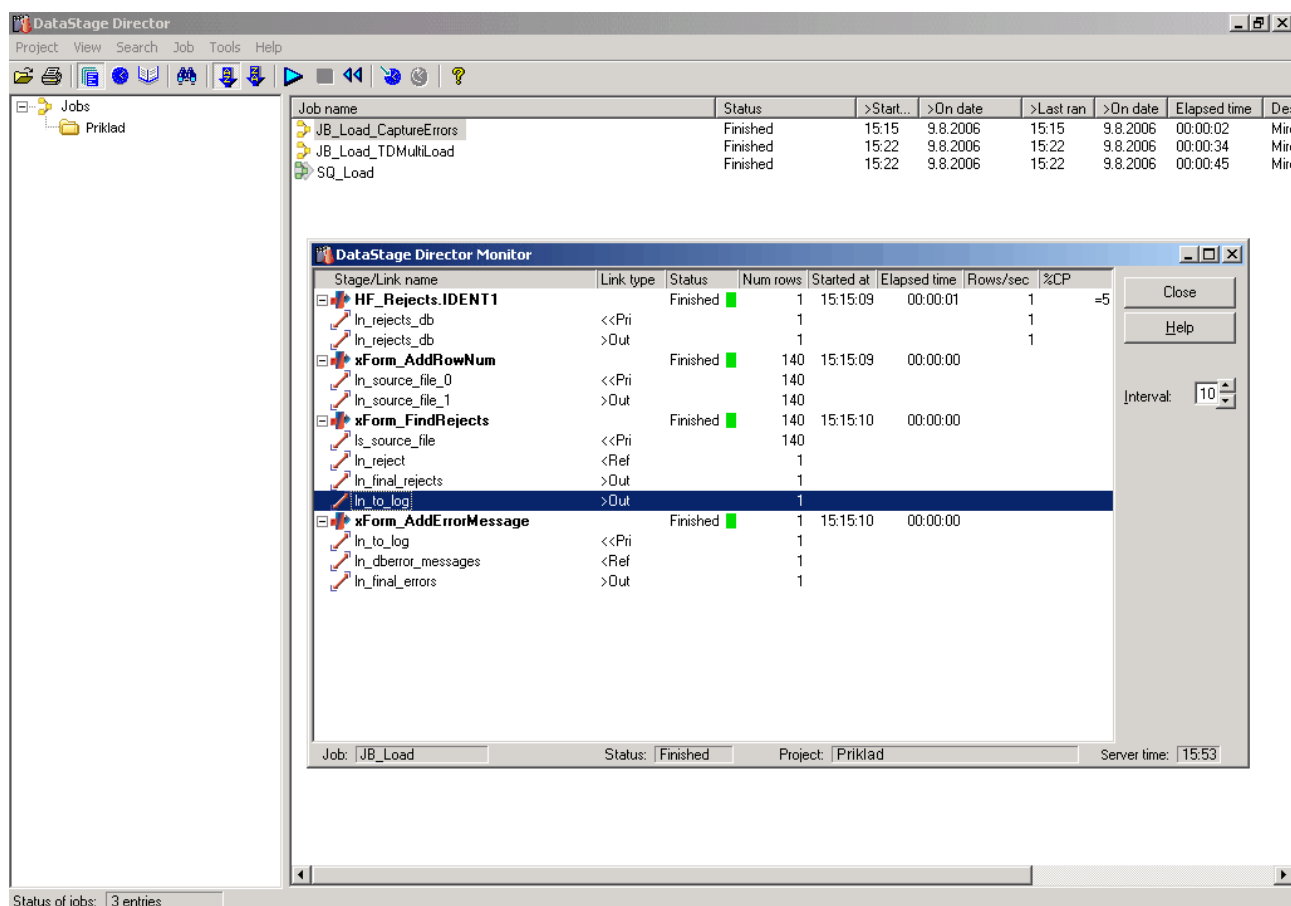 DataStage Director
Project View Search Job Tools Help
Jobs
Priklad
Job name Status >Start... >On date >Last ran >On date Elapsed time De
JB_Load_CaptureErrors Finished 15:15 9.8.2006 15:15 9.8.2006 00:00:02 Mir
JB_Load_TDMultiLoad Finished 15:22 9.8.2006 15:22 9.8.2006 00:00:34 Mir
SQ_Load Finished 15:22 9.8.2006 15:22 9.8.2006 00:00:45 Mir
DataStage Director Monitor
Stage/Link name Link type Status Num rows Started at Elapsed time Rows/sec %CP
HF_Rejects.IDENT1 Finished 1 15:15:09 00:00:01 1 =5
ln_rejects_db <<Pri 1 1
ln_rejects_db >Out 1 1
xForm_AddRowNum Finished 140 15:15:09 00:00:00
ln_source_file_0 <<Pri 140
ln_source_file_1 >Out 140
xForm_FindRejects Finished 140 15:15:10 00:00:00
ls_source_file <<Pri 140
ln_reject <Ref 1
ln_final_rejects >Out 1
ln_to_log >Out 1
xForm_AddErrorMessage Finished 1 15:15:10 00:00:00
ln_to_log <<Pri 1
ln_dberror_messages <Ref 1
ln_final_errors >Out 1
Close
Help
Interval: 10
Job: JB_Load Status: Finished Project: Priklad Server time: 15:53
Status of jobs: 3 entries